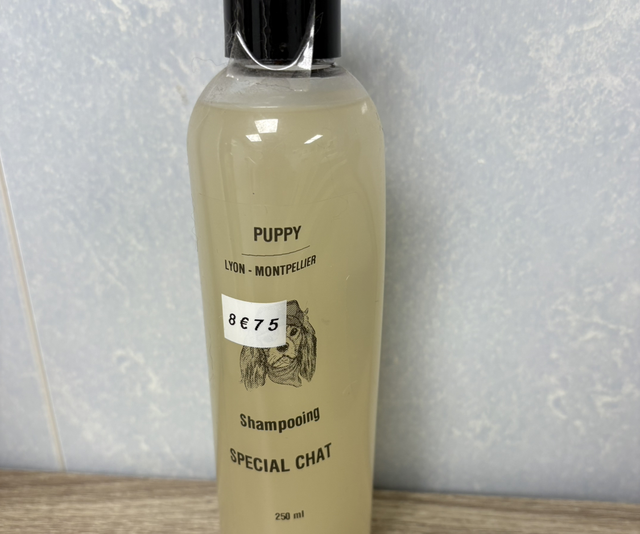 PUPPY
LYON - MONTPELLIER
8€75
Shampooing
SPECIAL CHAT
250 ml